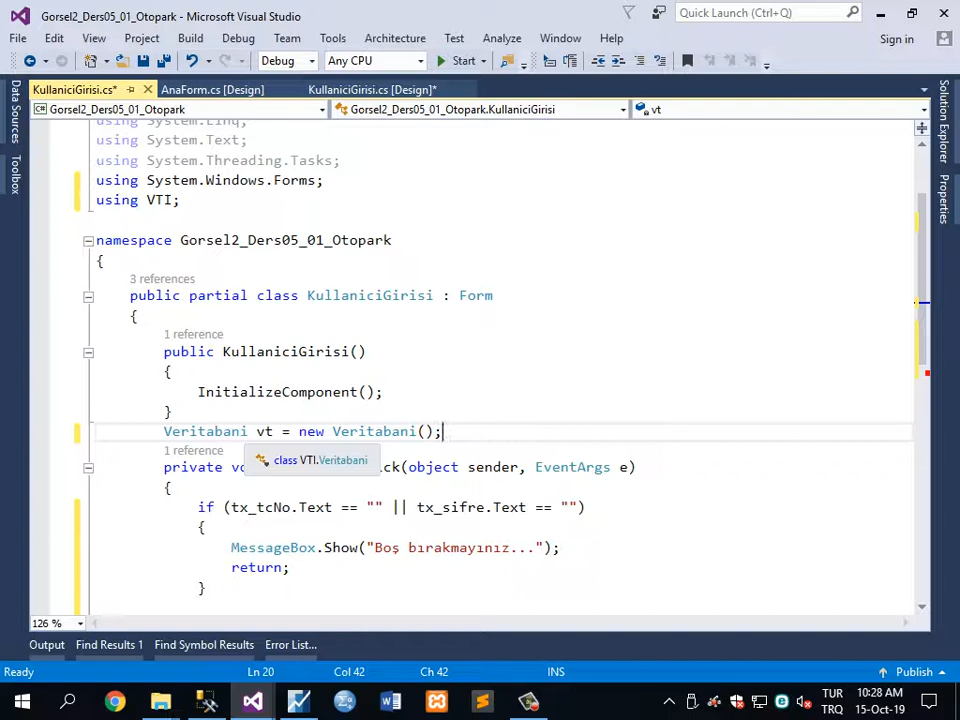 Gorsel2_Ders05_01_Otopark - Microsoft Visual Studio
Quick Launch (Ctrl+Q)
File Edit View Project Build Debug Team Tools Architecture Test Analyze Window Help
Sign in
Debug Any CPU Start
KullaniciGirisi.cs* AnaForm.cs [Design] KullaniciGirisi.cs [Design]*
Gorsel2_Ders05_01_Otopark Gorsel2_Ders05_01_Otopark.KullaniciGirisi vt
Data Sources
Toolbox
Solution Explorer
Properties
using System.Linq;
using System.Text;
using System.Threading.Tasks;
using System.Windows.Forms;
using VTI;
namespace Gorsel2_Ders05_01_Otopark
{
3 references
public partial class KullaniciGirisi : Form
{
1 reference
public KullaniciGirisi()
{
InitializeComponent();
}
Veritabani vt = new Veritabani();
1 reference
class VTI.Veritabani
private vo ck(object sender, EventArgs e)
{
if (tx_tcNo.Text == "" || tx_sifre.Text == "")
{
MessageBox.Show("Boş bırakmayınız...");
return;
}
126 %
Output Find Results 1 Find Symbol Results Error List...
Ready Ln 20 Col 42 Ch 42 INS Publish
TUR 10:28 AM
TRQ 15-Oct-19